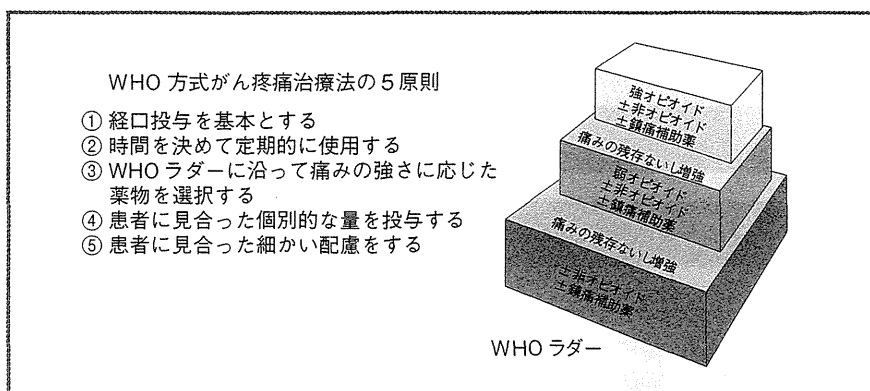 WHO 方式がん疼痛治療法の5原則
① 経口投与を基本とする
② 時間を決めて定期的に使用する
③ WHO ラダーに沿って痛みの強さに応じた
薬物を選択する
④ 患者に見合った個別的な量を投与する
⑤ 患者に見合った細かい配慮をする
強オピオイド
±非オピオイド
±鎮痛補助薬
痛みの残存ないし増強
弱オピオイド
±非オピオイド
±鎮痛補助薬
痛みの残存ないし増強
±非オピオイド
±鎮痛補助薬
WHO ラダー